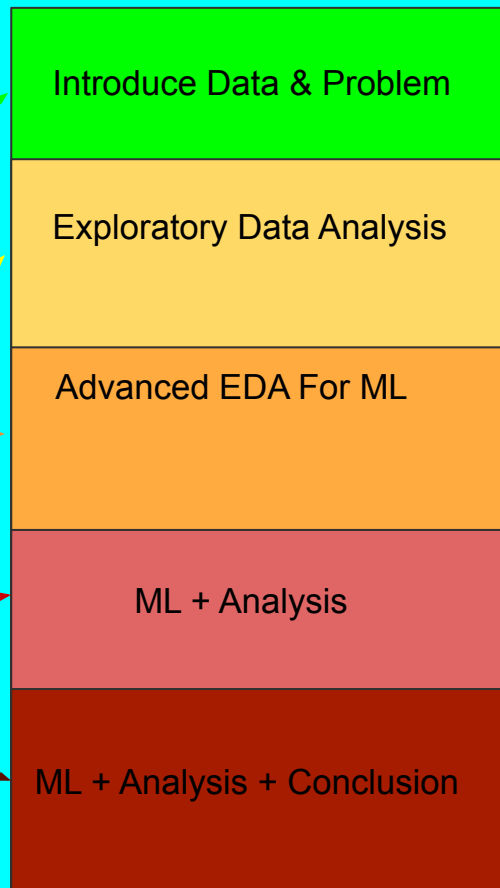 Introduce Data & Problem
Exploratory Data Analysis
Advanced EDA For ML
ML + Analysis
ML + Analysis + Conclusion